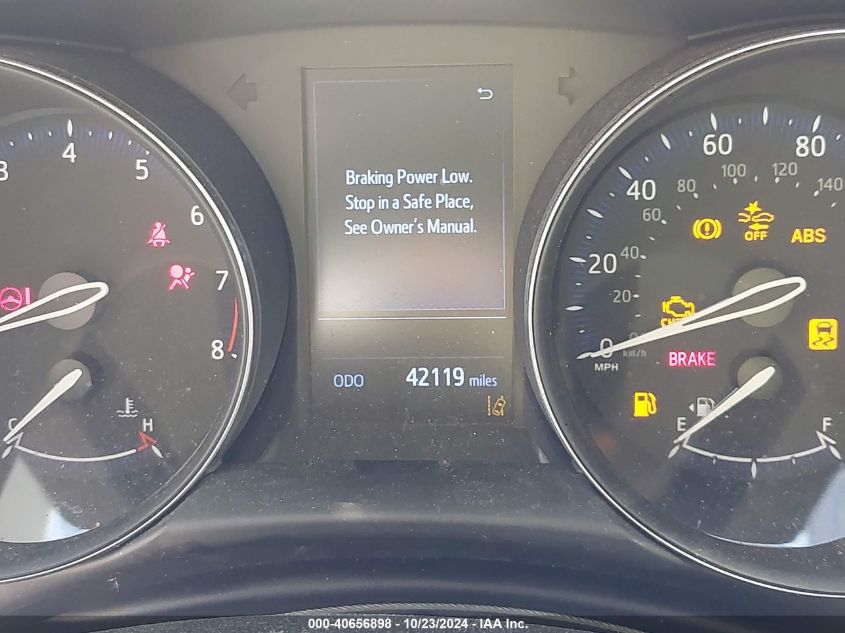 3
4
5
6
7
8
C
H
Braking Power Low.
Stop in a Safe Place,
See Owner's Manual.
ODO 42119 miles
0
20
40
60
80
MPH
km/h
20
40
60
80
100
120
140
OFF
ABS
CHECK
BRAKE
E
F
000-40656898 - 10/23/2024 - IAA Inc.